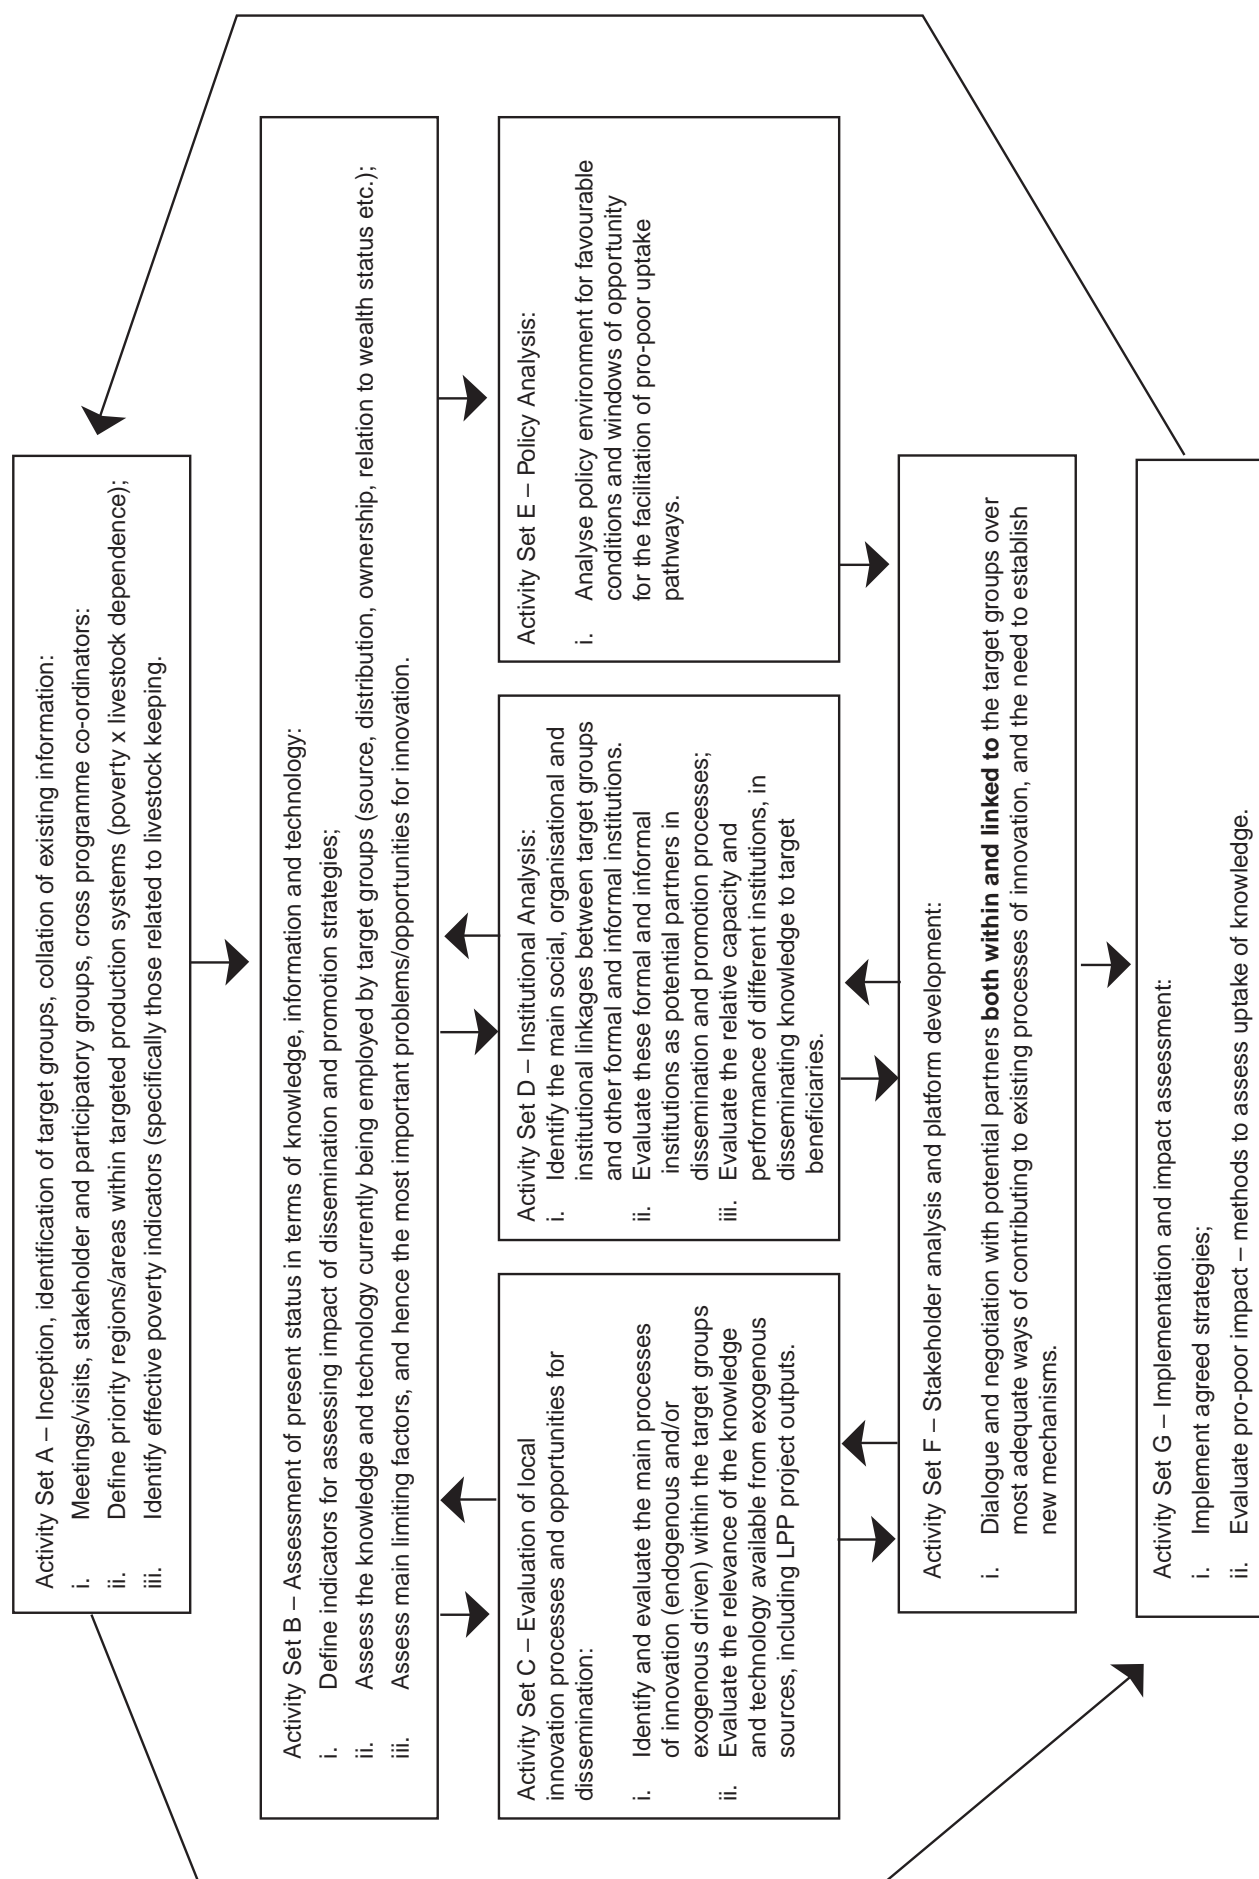 Activity Set A – Inception, identification of target groups, collation of existing information:
i. Meetings/visits, stakeholder and participatory groups, cross programme co-ordinators:
ii. Define priority regions/areas within targeted production systems (poverty x livestock dependence);
iii. Identify effective poverty indicators (specifically those related to livestock keeping.
Activity Set B – Assessment of present status in terms of knowledge, information and technology:
i. Define indicators for assessing impact of dissemination and promotion strategies;
ii. Assess the knowledge and technology currently being employed by target groups (source, distribution, ownership, relation to wealth status etc.);
iii. Assess main limiting factors, and hence the most important problems/opportunities for innovation.
Activity Set C – Evaluation of local
innovation processes and opportunities for
dissemination:
i. Identify and evaluate the main processes
of innovation (endogenous and/or
exogenous driven) within the target groups
ii. Evaluate the relevance of the knowledge
and technology available from exogenous
sources, including LPP project outputs.
Activity Set D – Institutional Analysis:
i. Identify the main social, organisational and
institutional linkages between target groups
and other formal and informal institutions.
ii. Evaluate these formal and informal
institutions as potential partners in
dissemination and promotion processes;
iii. Evaluate the relative capacity and
performance of different institutions, in
disseminating knowledge to target
beneficiaries.
Activity Set E – Policy Analysis:
i. Analyse policy environment for favourable
conditions and windows of opportunity
for the facilitation of pro-poor uptake
pathways.
Activity Set F – Stakeholder analysis and platform development:
i. Dialogue and negotiation with potential partners both within and linked to the target groups over
most adequate ways of contributing to existing processes of innovation, and the need to establish
new mechanisms.
Activity Set G – Implementation and impact assessment:
i. Implement agreed strategies;
ii. Evaluate pro-poor impact – methods to assess uptake of knowledge.